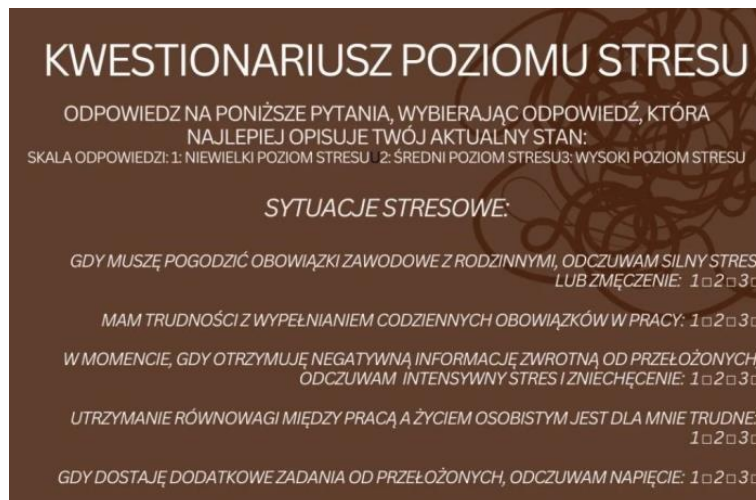 KWESTIONARIUSZ POZIOMU STRESU
ODPOWIEDZ NA PONIŻSZE PYTANIA, WYBIERAJĄC ODPOWIEDŹ, KTÓRA
NAJLEPIEJ OPISUJE TWÓJ AKTUALNY STAN:
SKALA ODPOWIEDZI: 1: NIEWIELKI POZIOM STRESUU2: ŚREDNI POZIOM STRESU3: WYSOKI POZIOM STRESU
SYTUACJE STRESOWE:
GDY MUSZĘ POGODZIĆ OBOWIĄZKI ZAWODOWE Z RODZINNYMI, ODCZUWAM SILNY STRES
LUB ZMĘCZENIE: 1□2□3□
MAM TRUDNOŚCI Z WYPEŁNIANIEM CODZIENNYCH OBOWIĄZKÓW W PRACY: 1□2□3□
W MOMENCIE, GDY OTRZYMUJĘ NEGATYWNĄ INFORMACJĘ ZWROTNĄ OD PRZEŁOŻONYCH
ODCZUWAM INTENSYWNY STRES I ZNIECHĘCENIE: 1□2□3□
UTRZYMANIE RÓWNOWAGI MIĘDZY PRACĄ A ŻYCIEM OSOBISTYM JEST DLA MNIE TRUDNE:
1□2□3□
GDY DOSTAJĘ DODATKOWE ZADANIA OD PRZEŁOŻONYCH, ODCZUWAM NAPIĘCIE: 1□2□3□